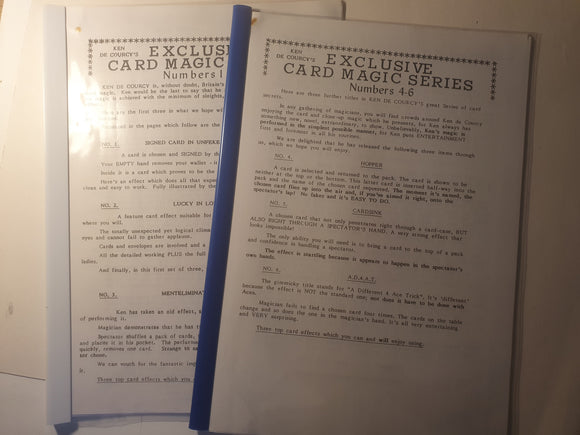 KEN
DE COURCY'S
EXCLUSIV
CARD MAGIC
Numbers 1
KEN DE COURCY is, without doubt, Britain's
magic. Ken would be the last to say that he
magic is achieved with the maximum of simplic
are the first three in what we hope will
in the pages which follow are the
NO. 1.
SIGNED CARD IN UNFEKE
A card is chosen and SIGNED by th
Your EMPTY hand removes your wallet - i
Inside it is a card which proves to be the
Here's an effect which does all that exper
clean and easy to work. Fully illustrated by the
NO. 2.
LUCKY IN LO
A feature card effect suitable for
where you will.
The totally unexpected yet logical clima
eyes and cannot fail to gather applause.
Cards and envelopes are involved and a
All the detailed working PLUS the full
ladies.
And finally, in this first set of three,
NO. 3.
MENTELIMINAT
Ken has taken an old effect, s
of performing it.
Magician demonstrates that he has t
Spectator shuffles a pack of cards,
and places it in his pocket. The performe
quickly, removes one card. Strange to s
tor chose.
We can vouch for the fantastic imp
it.
Three top card effects which you
KEN
DE COURCY'S
EXCLUSIVE
CARD MAGIC SERIES
Numbers 4-6
Here are three further titles in KEN DE COURCY'S great Series of card
secrets.
In any gathering of magicians, you will find crowds around Ken de Courcy
enjoying the card and close-up magic which he presents, for Ken always has
something new, novel, extraordinary, to show. Unfailingly, Ken's magic is
performed in the simplest possible manner, for Ken puts ENTERTAINMENT
first and foremost in all his routines.
We are delighted that he has released the following three items through
us, which we hope you will enjoy.
NO. 4.
HOPPER
A card is selected and returned to the pack. The card is shown to be
neither at the top or the bottom. This latter card is inserted half-way into the
pack and the name of the chosen card requested. The moment it's named, the
chosen card flies up into the air and, if you've aimed it right, onto the
spectator's lap! No fakes and it's EASY TO DO.
NO. 5.
CARDSINK
A chosen card that not only penetrates right through a card-case, BUT
ALSO RIGHT THROUGH A SPECTATOR'S HAND. A very strong effect that
looks impossible!
The only ability you will need is to bring a card to the top of a pack
and confidence in handling a spectator.
The effect is startling because it appears to happen in the spectator's
own hands.
NO. 6.
A.D.A.A.T.
The gimmicky title stands for "A Different 4 Ace Trick". It's 'different'
because the effect is NOT the standard one; nor does it have to be done with
Aces.
Magician fails to find a chosen card four times. The cards on the table
change and so does the one in the magician's hand. It's all very entertaining
and VERY surprising.
Three top card effects which you can and will enjoy using.